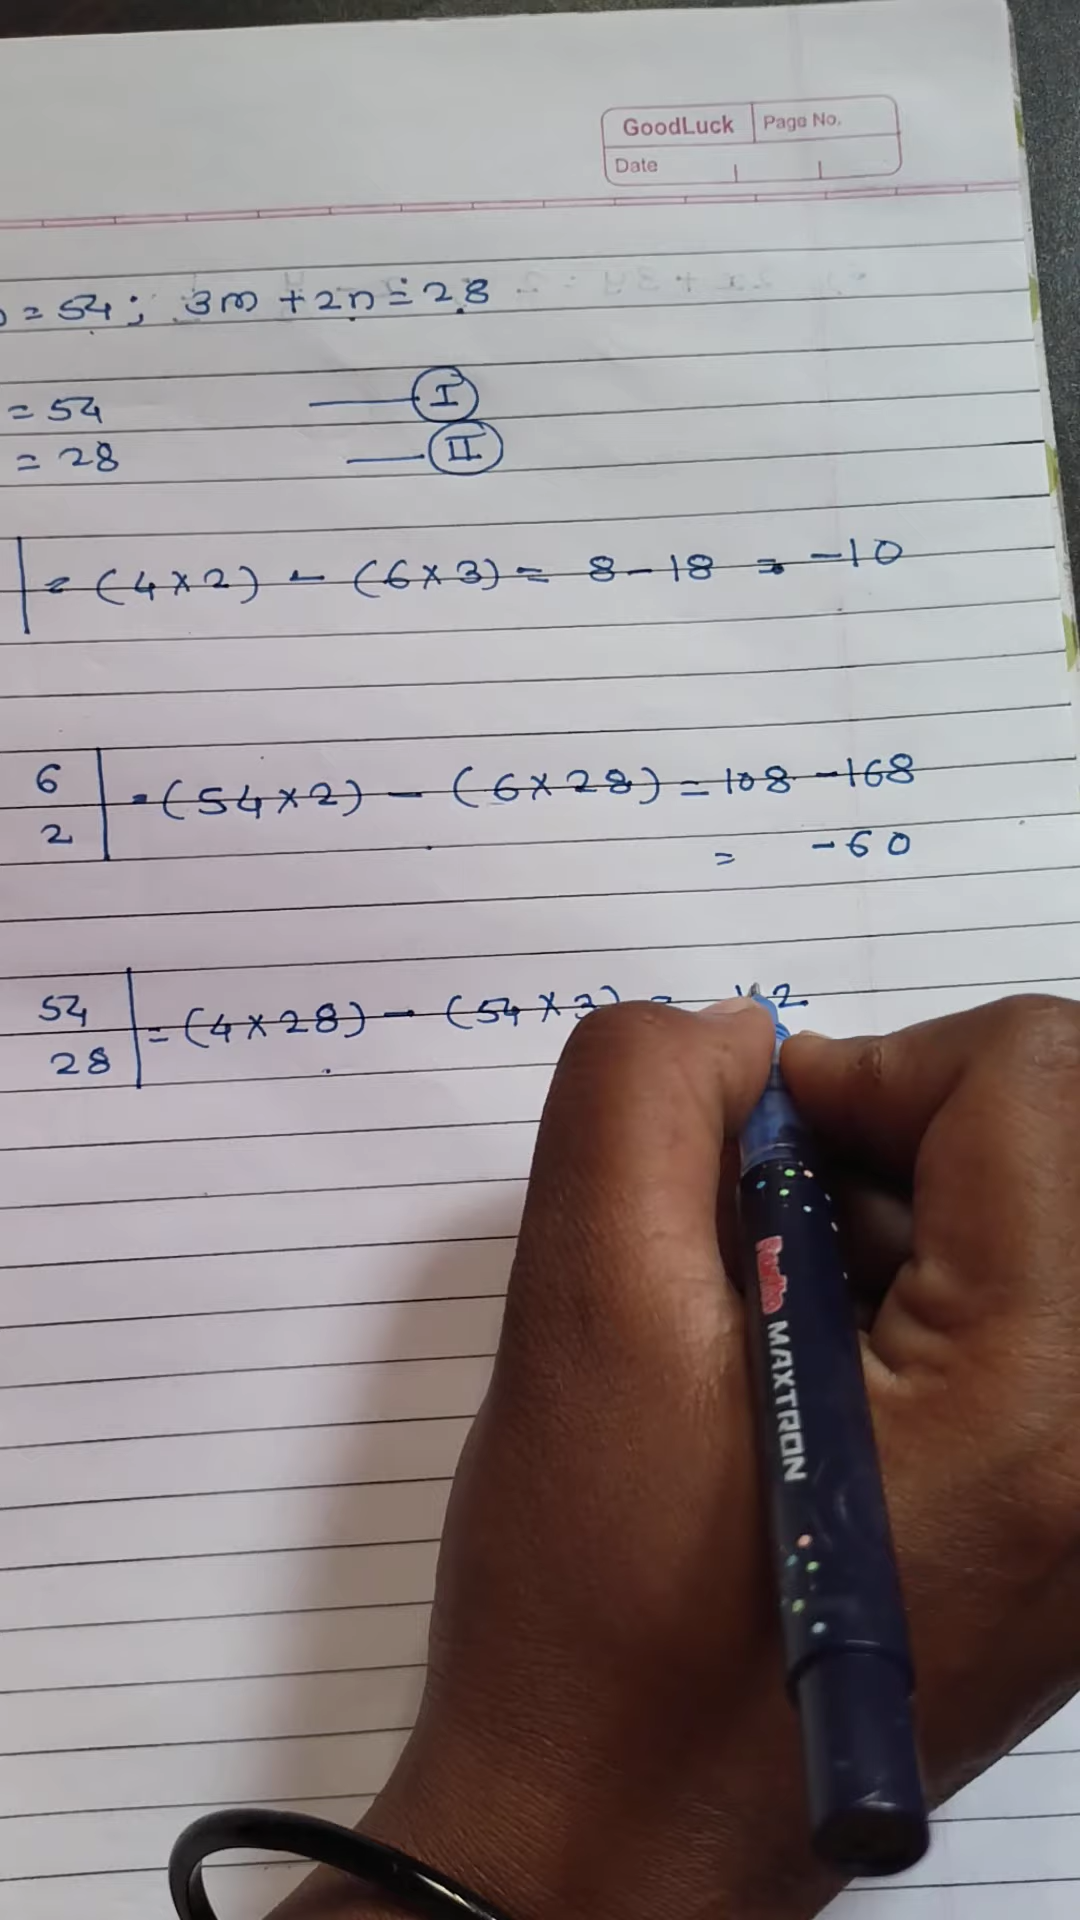 GoodLuck Page No.
Date
= 54 ; 3m + 2n = 28
= 54 — I
= 28 — II
= (4 × 2) - (6 × 3) = 8 - 18 = -10
6
= (54 × 2) - (6 × 28) = 108 - 168
2
= -60
54
= (4 × 28) - (54 × 3) =
28
MAXTRON